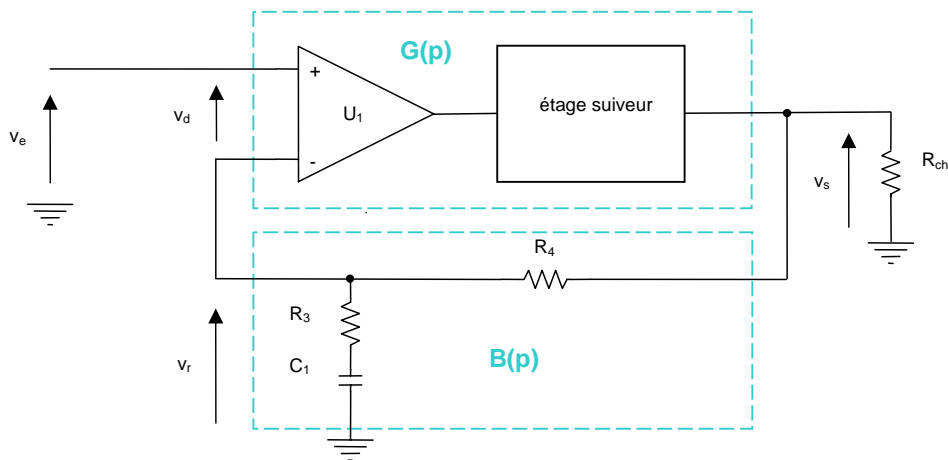 G(p)
+
U1
-
étage suiveur
vd
ve
vs
Rch
R4
R3
C1
B(p)
vr